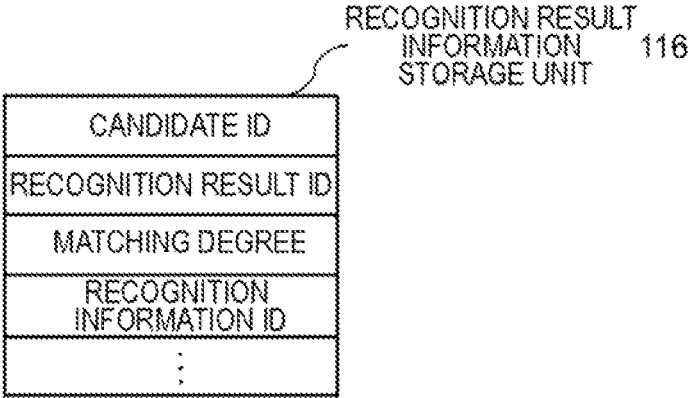 RECOGNITION RESULT
INFORMATION 116
STORAGE UNIT
CANDIDATE ID
RECOGNITION RESULT ID
MATCHING DEGREE
RECOGNITION
INFORMATION ID
⋮